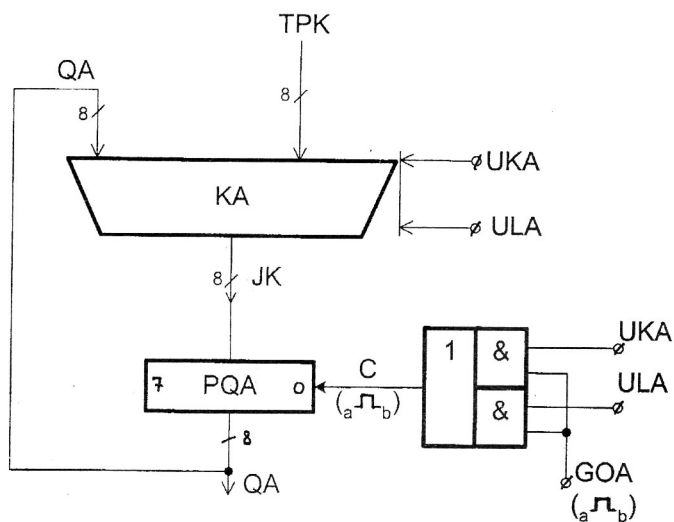 TPK
QA
8
8
KA
UKA
ULA
8 JK
7 PQA 0
C
(a b)
1 &
&
UKA
ULA
8
QA
GOA
(a b)